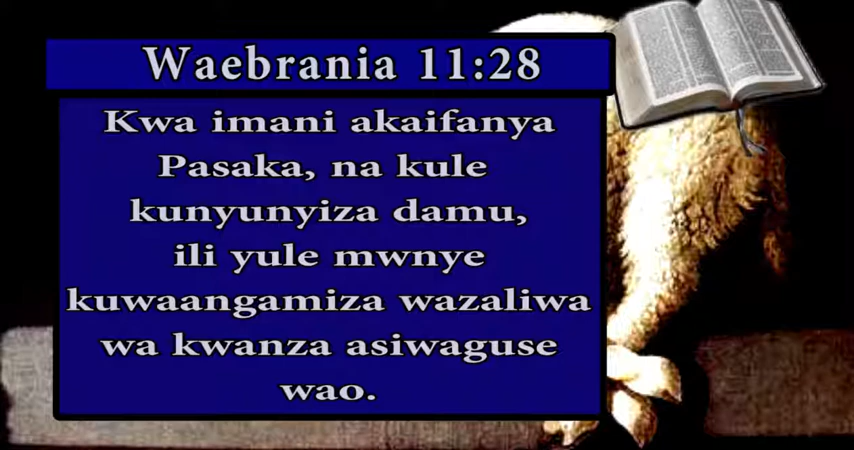 Waebrania 11:28
Kwa imani akaifanya
Pasaka, na kule
kunyunyiza damu,
ili yule mwnye
kuwaangamiza wazaliwa
wa kwanza asiwaguse
wao.